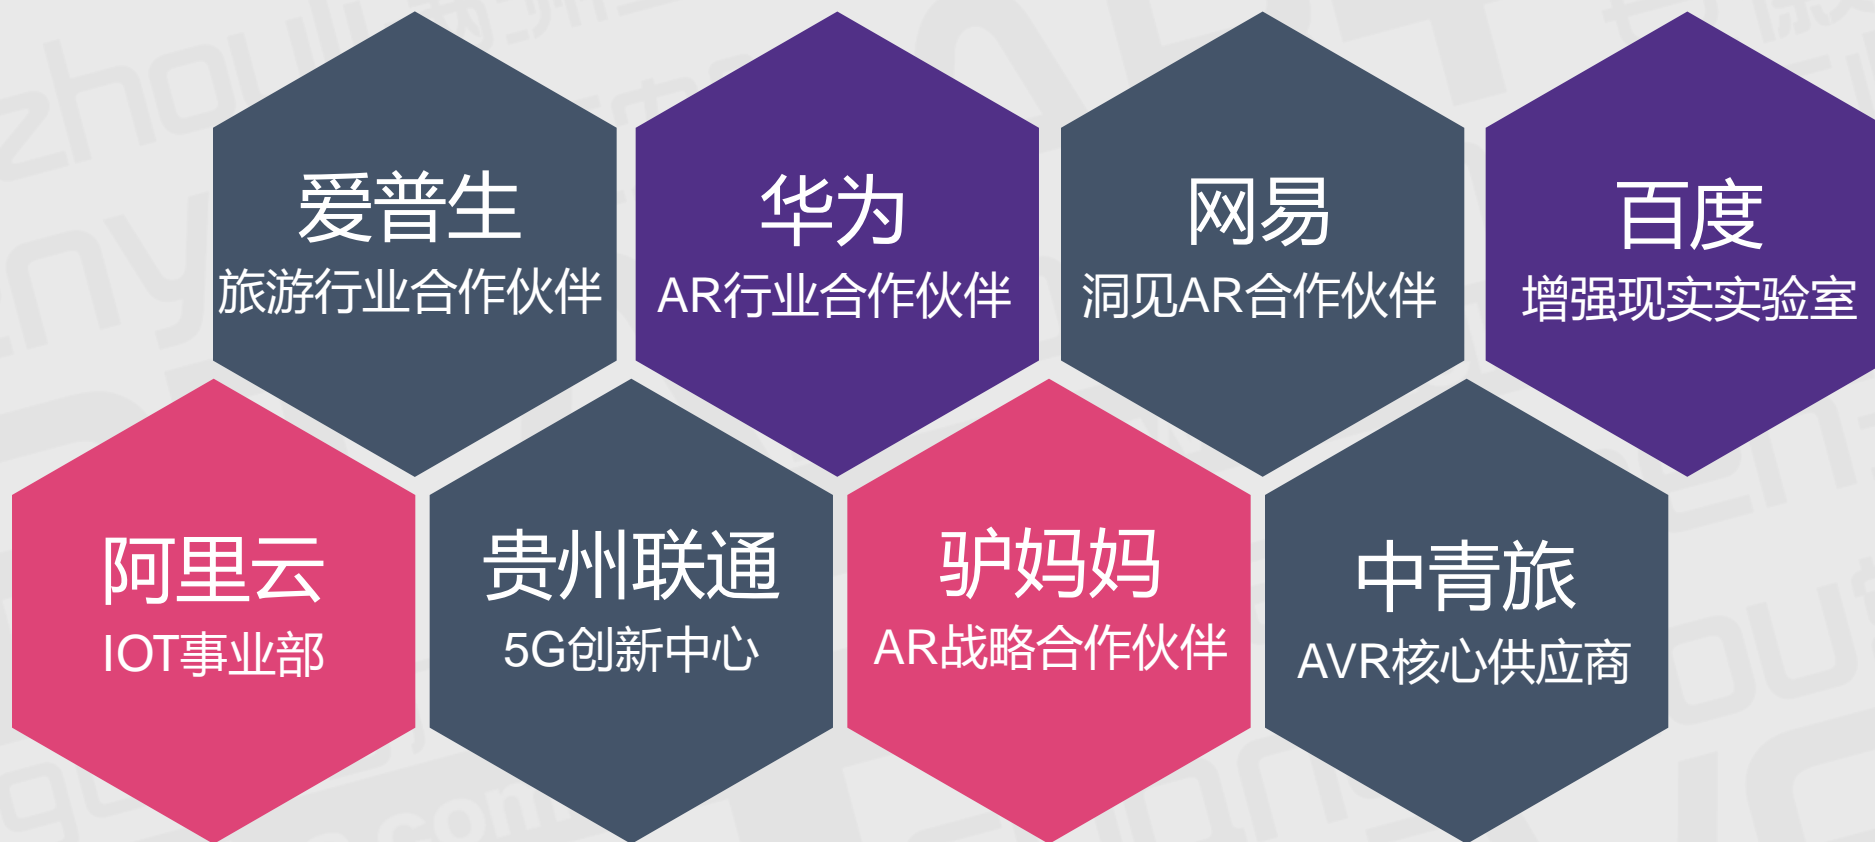 爱普生
旅游行业合作伙伴
华为
AR行业合作伙伴
网易
洞见AR合作伙伴
百度
增强现实实验室
阿里云
IOT事业部
贵州联通
5G创新中心
驴妈妈
AR战略合作伙伴
中青旅
AVR核心供应商